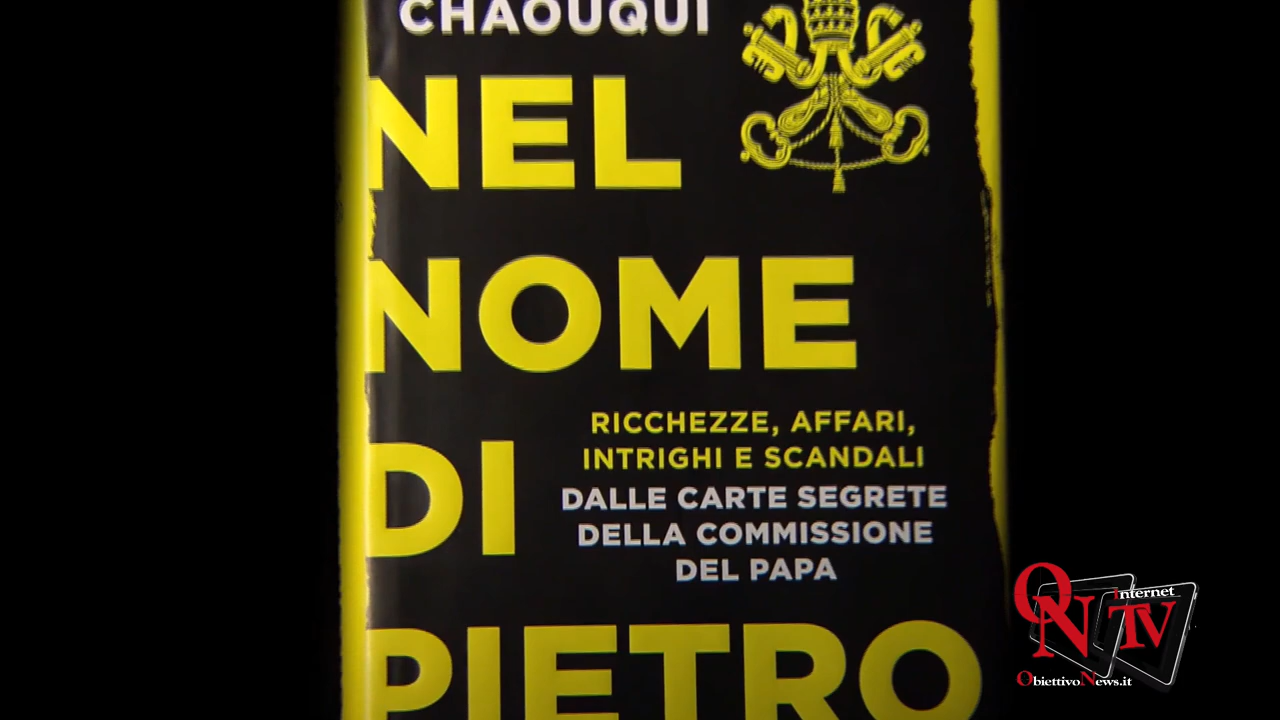 CHAOUQUI
NEL
NOME
RICCHEZZE, AFFARI,
INTRIGHI E SCANDALI
DALLE CARTE SEGRETE
DELLA COMMISSIONE
DEL PAPA
DI
PIETRO
ON internet TV
ObiettivoNews.it